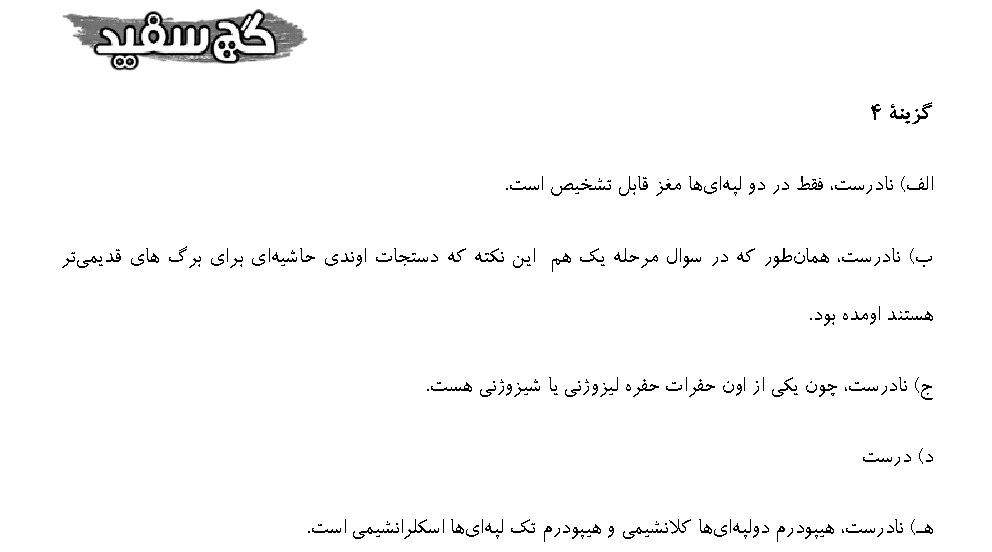 گچ سفید
گزینهٔ ۴
الف) نادرست، فقط در دو لپه‌ای‌ها مغز قابل تشخیص است.
ب) نادرست، همان‌طور که در سوال مرحله یک هم این نکته که دستجات اوندی حاشیه‌ای برای برگ های قدیمی‌تر
هستند اومده بود.
ج) نادرست، چون یکی از اون حفرات حفره لیزوژنی یا شیزوژنی هست.
د) درست
هـ) نادرست، هیپودرم دولپه‌ای‌ها کلانشیمی و هیپودرم تک لپه‌ای‌ها اسکلرانشیمی است.